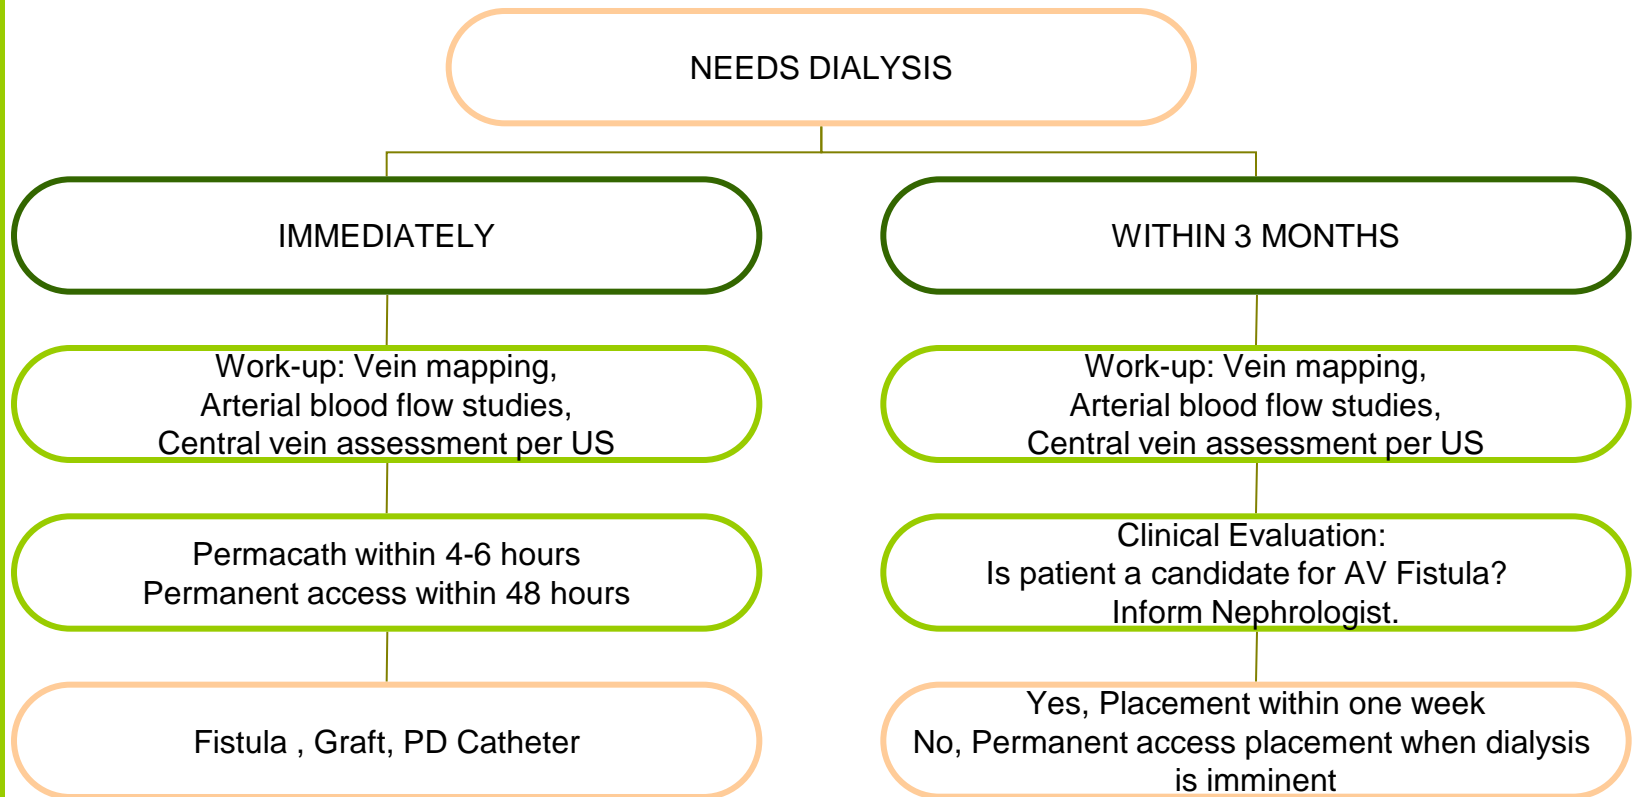 NEEDS DIALYSIS
IMMEDIATELY
WITHIN 3 MONTHS
Work-up: Vein mapping,
Arterial blood flow studies,
Central vein assessment per US
Work-up: Vein mapping,
Arterial blood flow studies,
Central vein assessment per US
Permacath within 4-6 hours
Permanent access within 48 hours
Clinical Evaluation:
Is patient a candidate for AV Fistula?
Inform Nephrologist.
Fistula , Graft, PD Catheter
Yes, Placement within one week
No, Permanent access placement when dialysis
is imminent